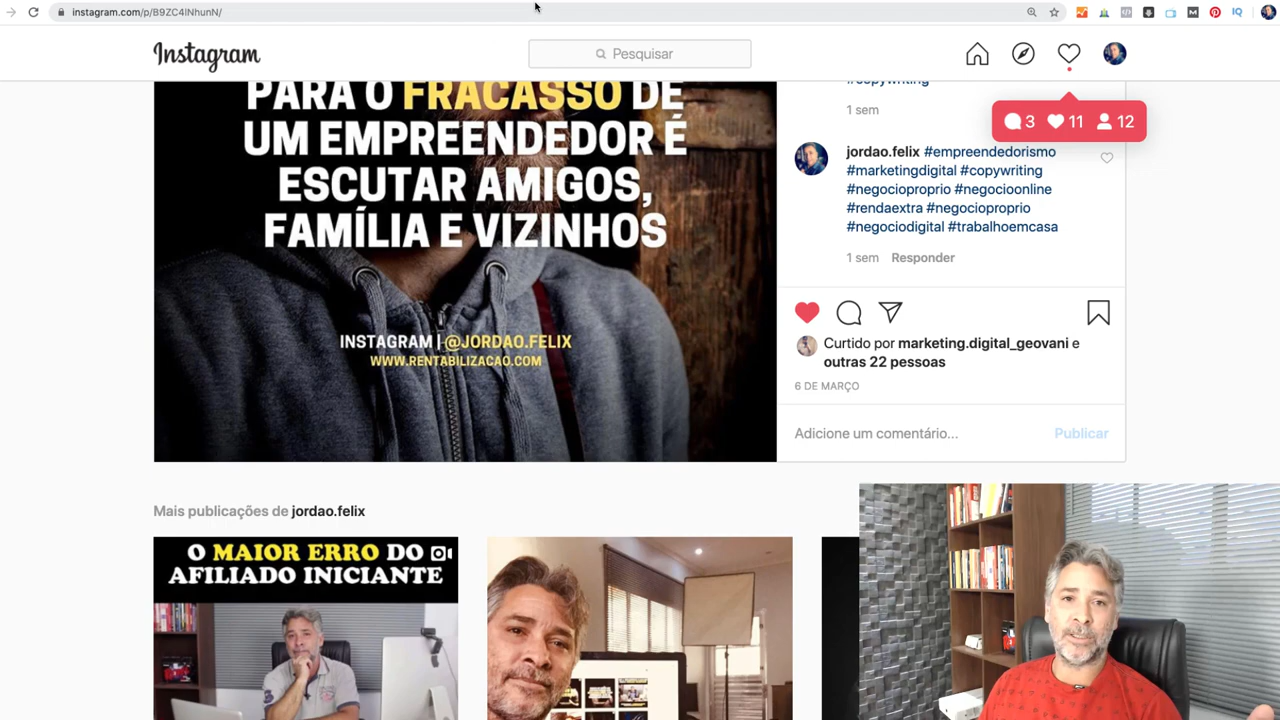 instagram.com/p/B9ZC4lNhunN/
Instagram
Pesquisar
3 11 12
PARA O FRACASSO DE
UM EMPREENDEDOR É
ESCUTAR AMIGOS,
FAMÍLIA E VIZINHOS
INSTAGRAM | @JORDAO.FELIX
WWW.RENTABILIZACAO.COM
#copywriting
1 sem
jordao.felix #empreendedorismo
#marketingdigital #copywriting
#negocioproprio #negocioonline
#rendaextra #negocioproprio
#negociodigital #trabalhoemcasa
1 sem Responder
Curtido por marketing.digital_geovani e
outras 22 pessoas
6 DE MARÇO
Adicione um comentário... Publicar
Mais publicações de jordao.felix
O MAIOR ERRO DO
AFILIADO INICIANTE